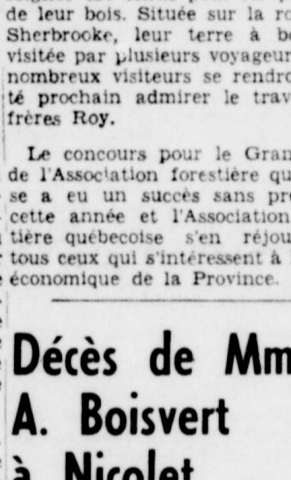 de leur bois. Située sur la
Sherbrooke, leur terre à
visitée par plusieurs voyageur
nombreux visiteurs se rendro
té prochain admirer le trav
frères Roy.
Le concours pour le Gran
de l'Association forestière qu
se a eu un succès sans pr
cette année et l'Association
tière québecoise s'en réjou
tous ceux qui s'intéressent à
économique de la Province.
Décès de Mm
A. Boisvert
à Nicolet